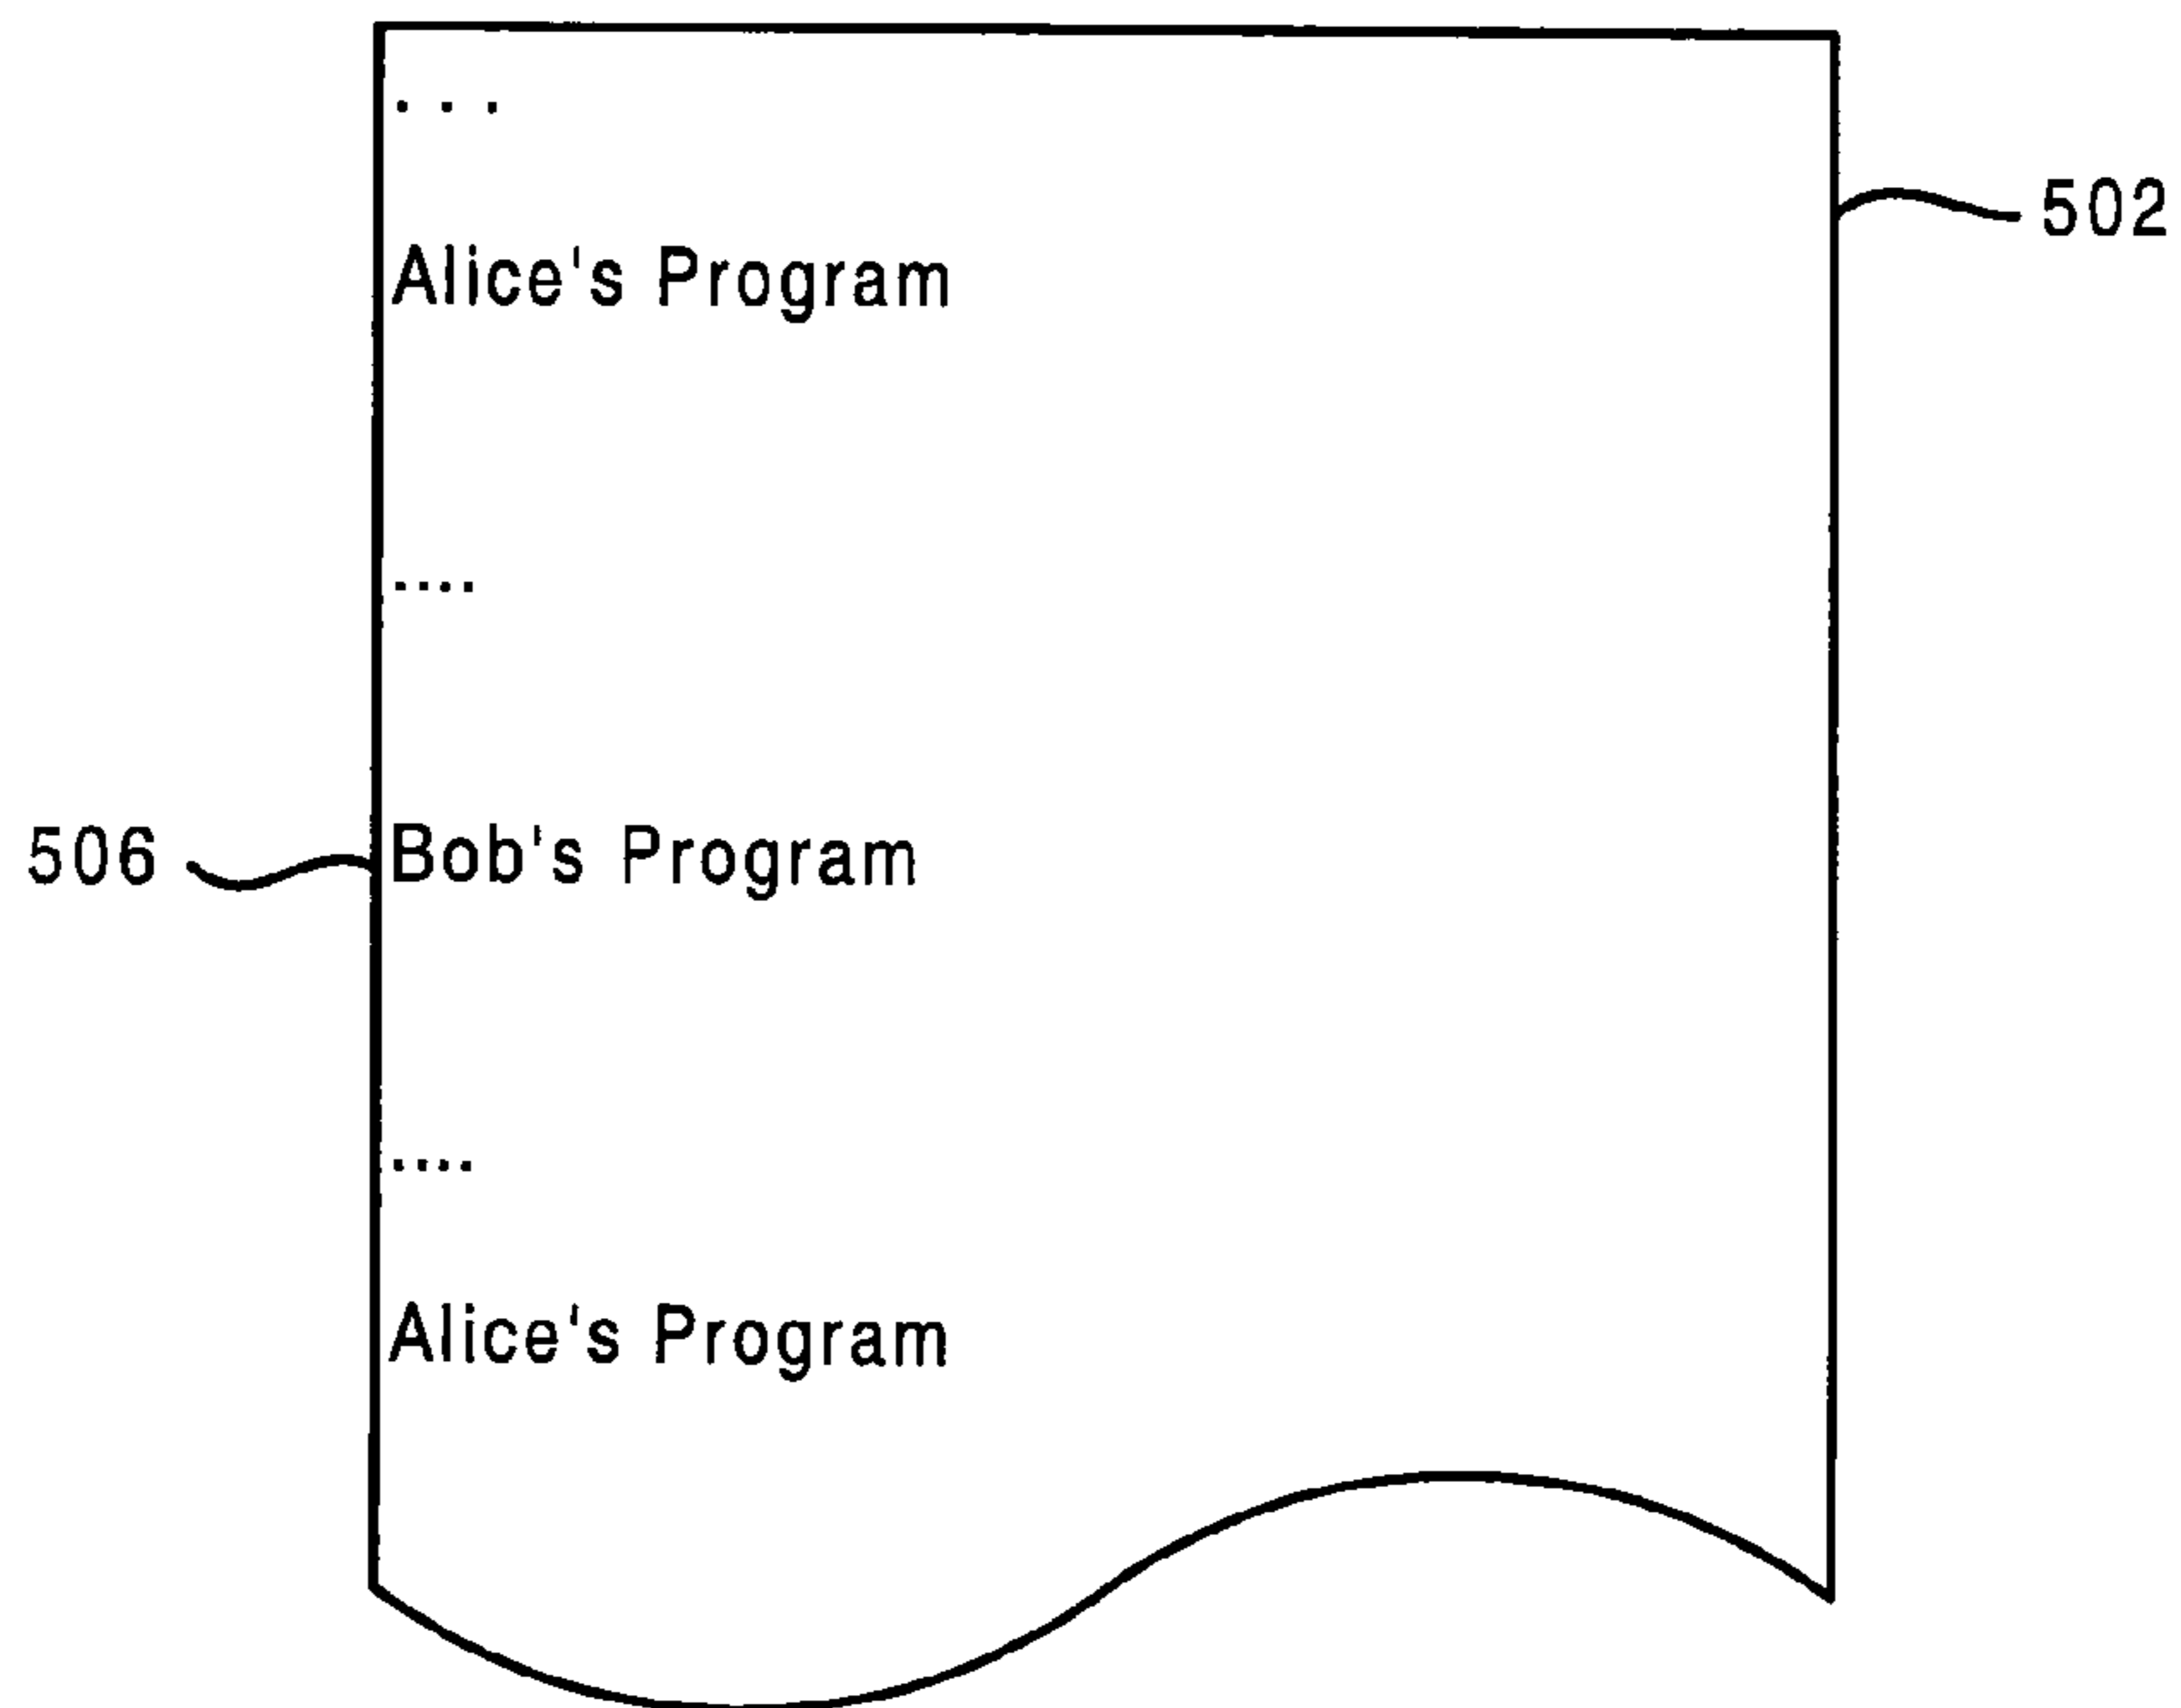 . . .
502
Alice's Program
....
506
Bob's Program
....
Alice's Program